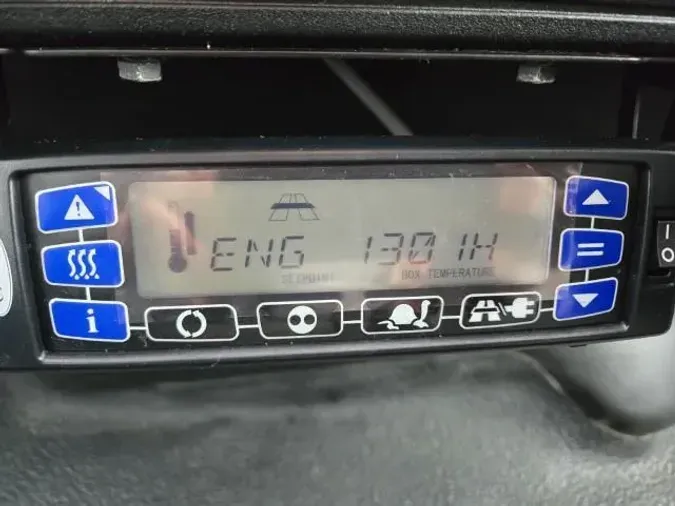 ENG 1301H
SETPOINT BOX TEMPERATURE
i
I
O